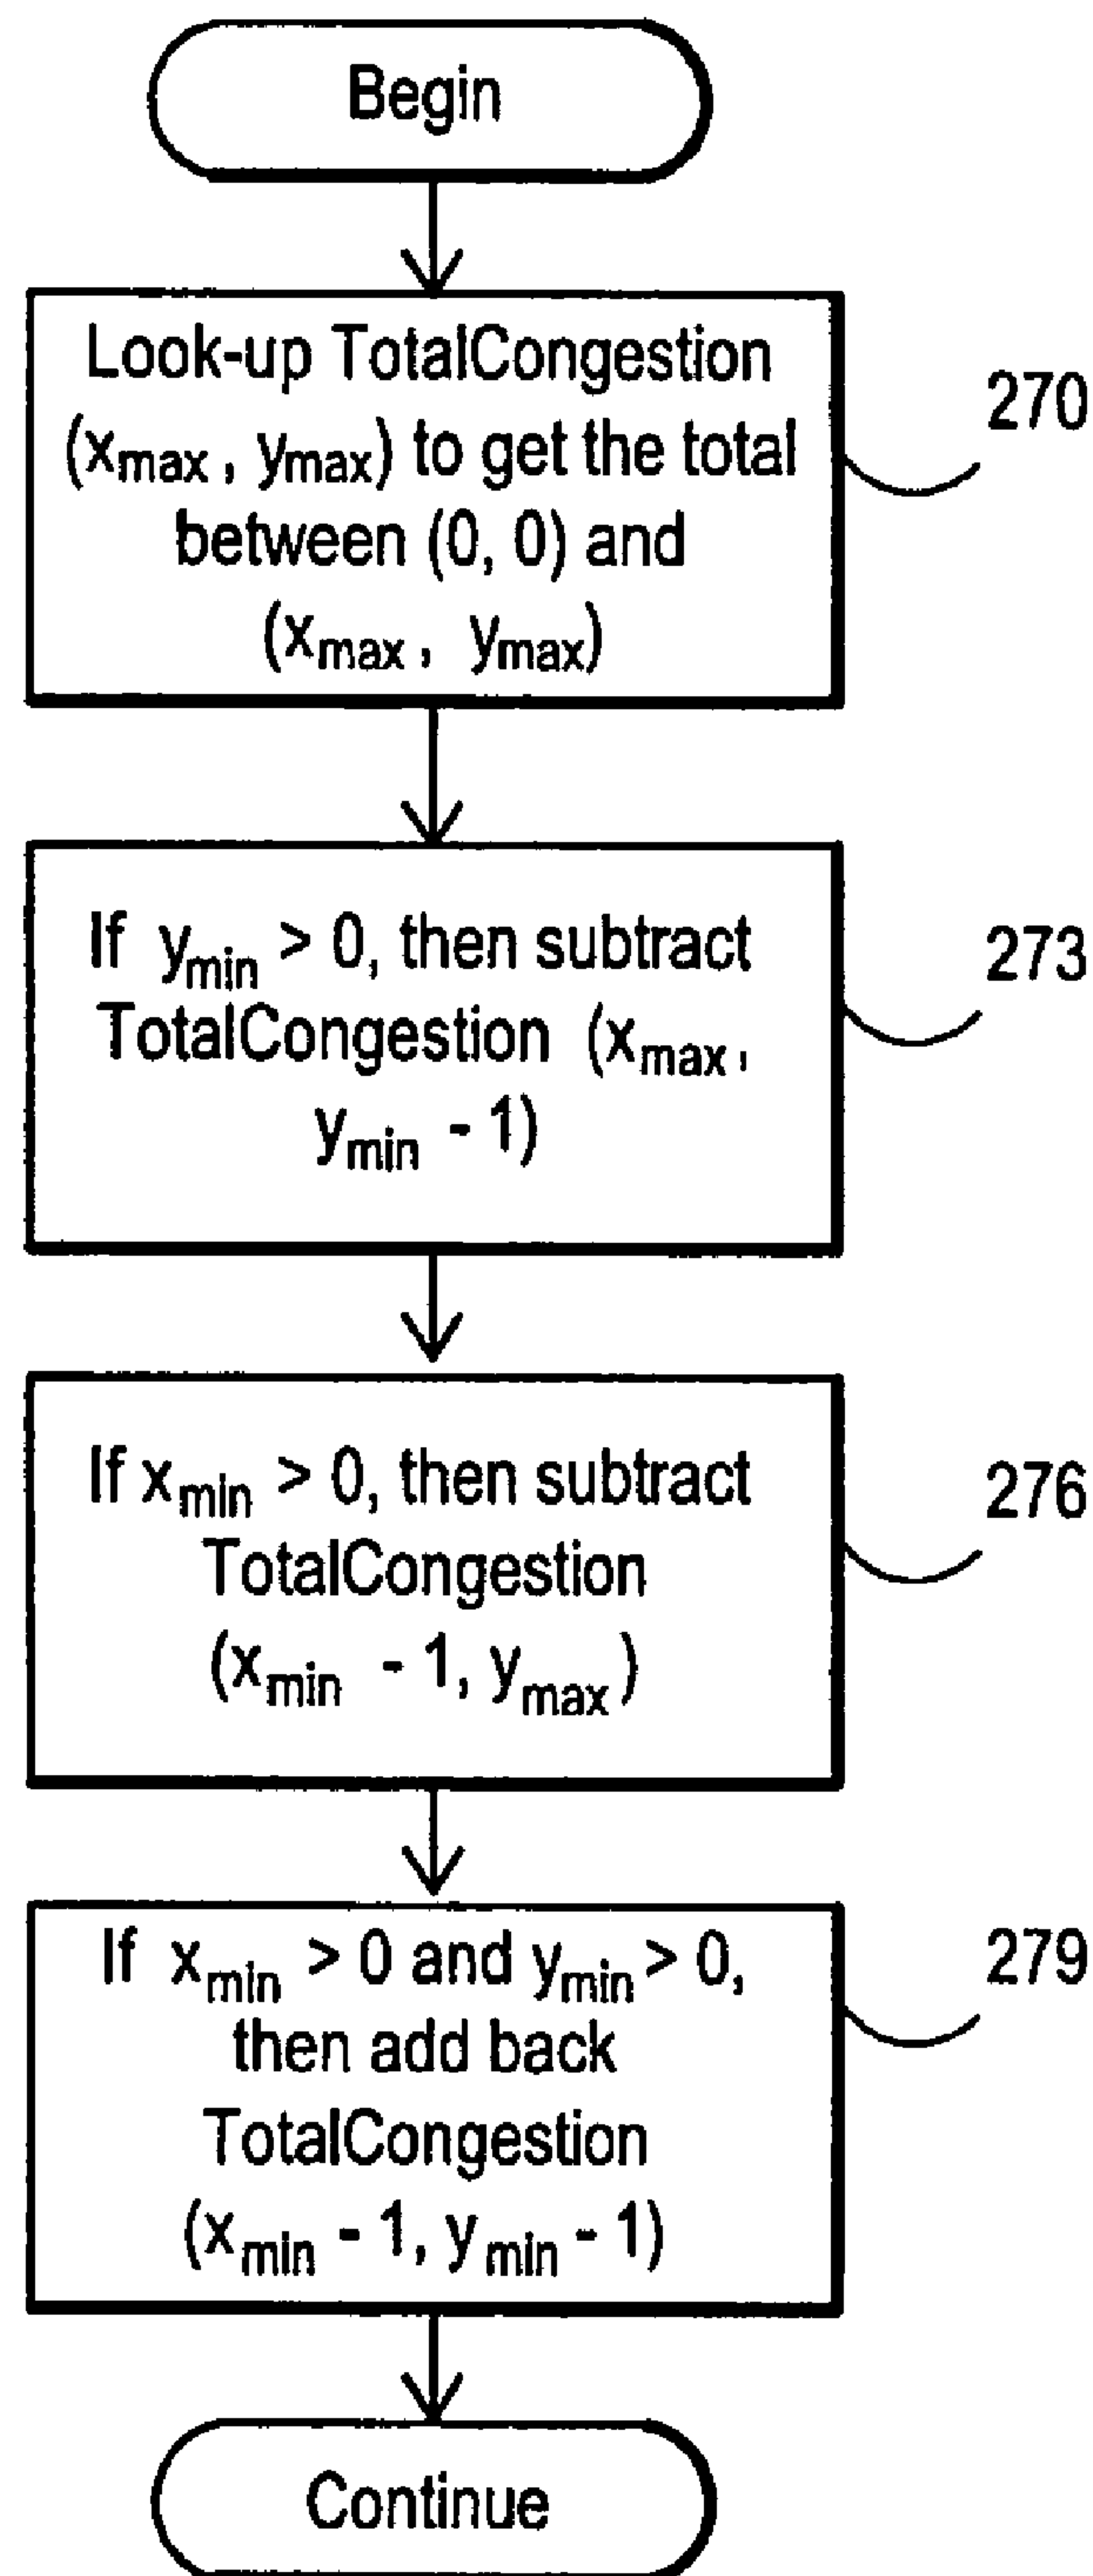 Begin
Look-up TotalCongestion
(xmax, ymax) to get the total
between (0, 0) and
(xmax, ymax)
270
If ymin > 0, then subtract
TotalCongestion (xmax,
ymin - 1)
273
If xmin > 0, then subtract
TotalCongestion
(xmin - 1, ymax)
276
If xmin > 0 and ymin > 0,
then add back
TotalCongestion
(xmin - 1, ymin - 1)
279
Continue